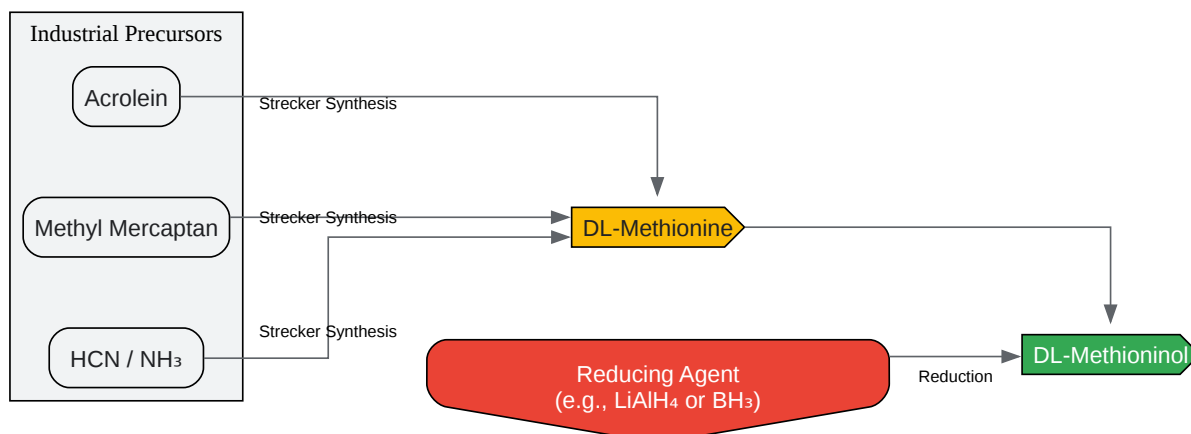 Industrial Precursors
Acrolein
Strecker Synthesis
Methyl Mercaptan
Strecker Synthesis
DL-Methionine
HCN / NH₃
Strecker Synthesis
Reducing Agent
(e.g., LiAlH₄ or BH₃)
Reduction
DL-Methioninol